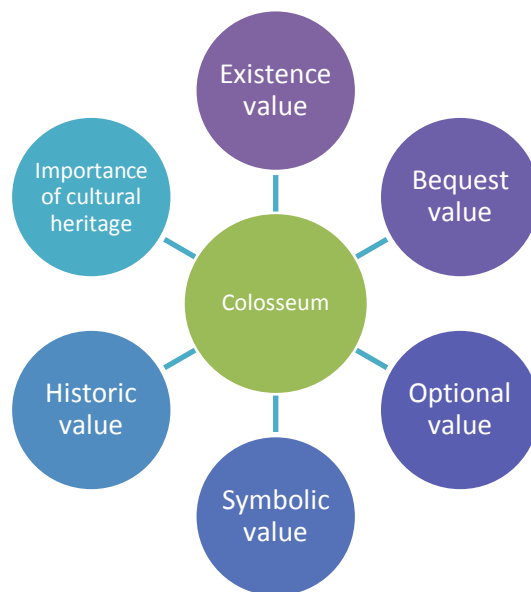 Existence
value
Importance
of cultural
heritage
Bequest
value
Colosseum
Historic
value
Optional
value
Symbolic
value